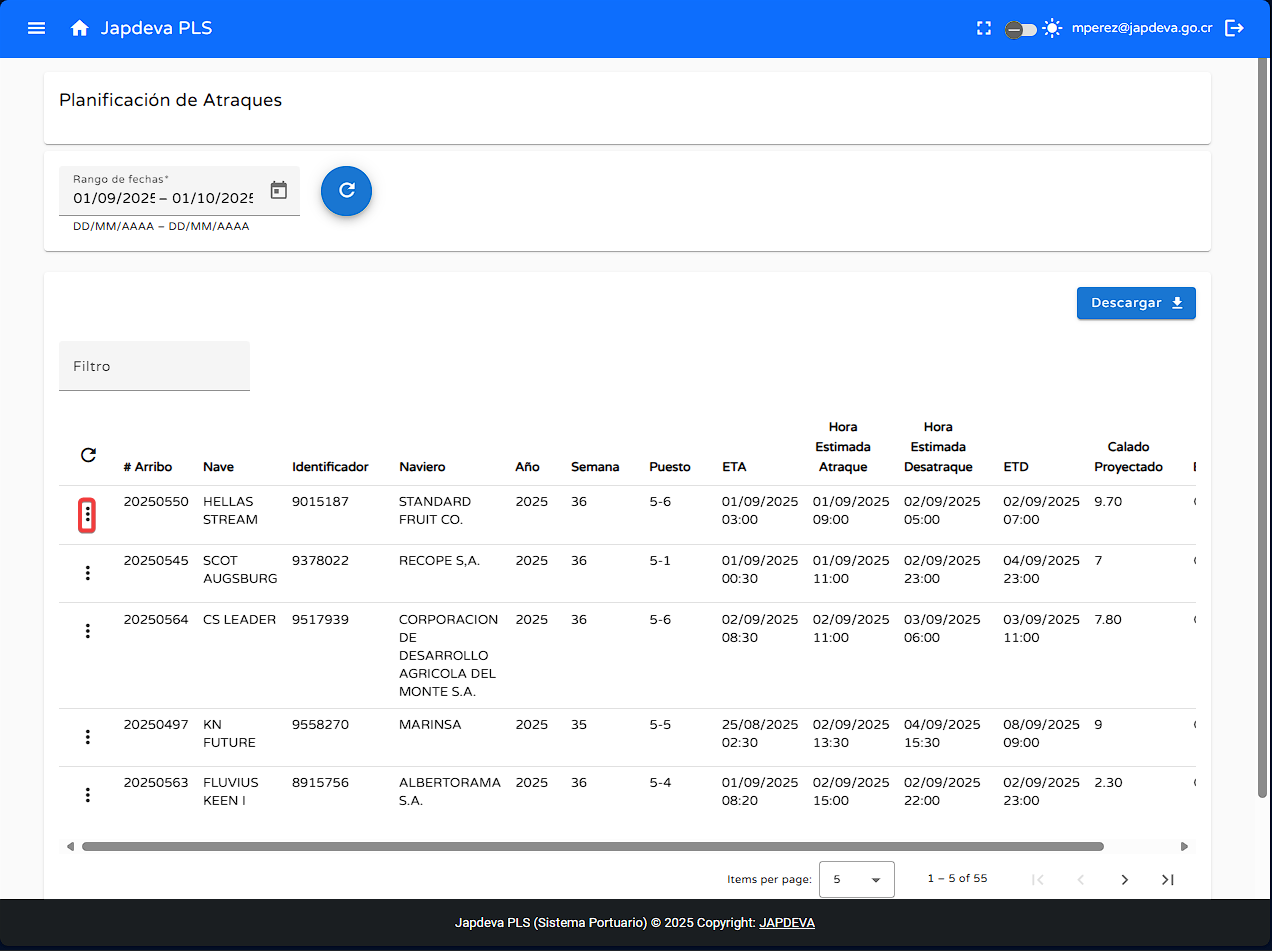 Japdeva PLS
mperez@japdeva.go.cr
Planificación de Atraques
Rango de fechas*
01/09/2025 – 01/10/2025
DD/MM/AAAA – DD/MM/AAAA
Descargar
Filtro
# Arribo Nave Identificador Naviero Año Semana Puesto ETA Hora Estimada Atraque Hora Estimada Desatraque ETD Calado Proyectado
20250550 HELLAS STREAM 9015187 STANDARD FRUIT CO. 2025 36 5-6 01/09/2025 03:00 01/09/2025 09:00 02/09/2025 05:00 02/09/2025 07:00 9.70
20250545 SCOT AUGSBURG 9378022 RECOPE S,A. 2025 36 5-1 01/09/2025 00:30 01/09/2025 11:00 02/09/2025 23:00 04/09/2025 23:00 7
20250564 CS LEADER 9517939 CORPORACION DE DESARROLLO AGRICOLA DEL MONTE S.A. 2025 36 5-6 02/09/2025 08:30 02/09/2025 11:00 03/09/2025 06:00 03/09/2025 11:00 7.80
20250497 KN FUTURE 9558270 MARINSA 2025 35 5-5 25/08/2025 02:30 02/09/2025 13:30 04/09/2025 15:30 08/09/2025 09:00 9
20250563 FLUVIUS KEEN I 8915756 ALBERTORAMA S.A. 2025 36 5-4 01/09/2025 08:20 02/09/2025 15:00 02/09/2025 22:00 02/09/2025 23:00 2.30
Items per page: 5 1 – 5 of 55
Japdeva PLS (Sistema Portuario) © 2025 Copyright: JAPDEVA